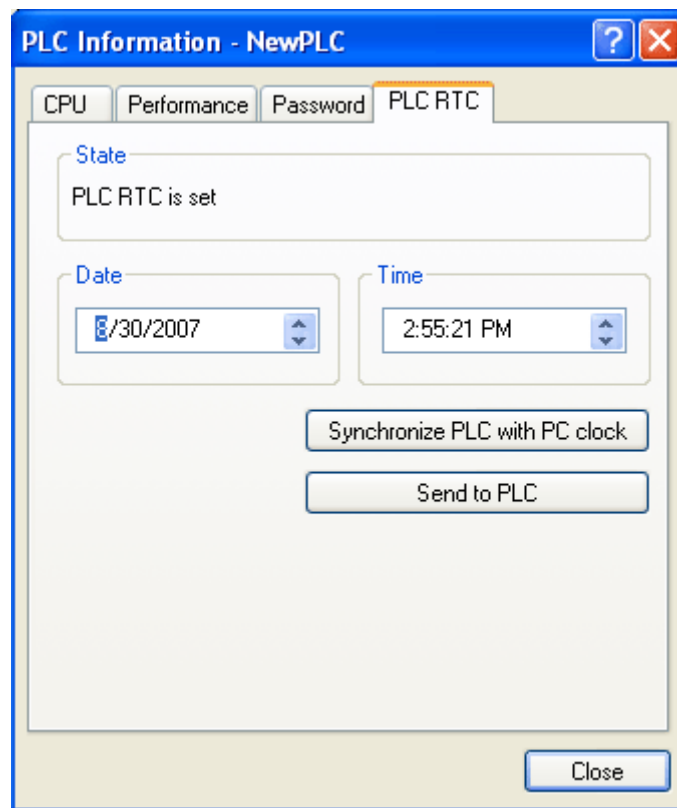 PLC Information - NewPLC
CPU Performance Password PLC RTC
State
PLC RTC is set
Date Time
8/30/2007 2:55:21 PM
Synchronize PLC with PC clock
Send to PLC
Close